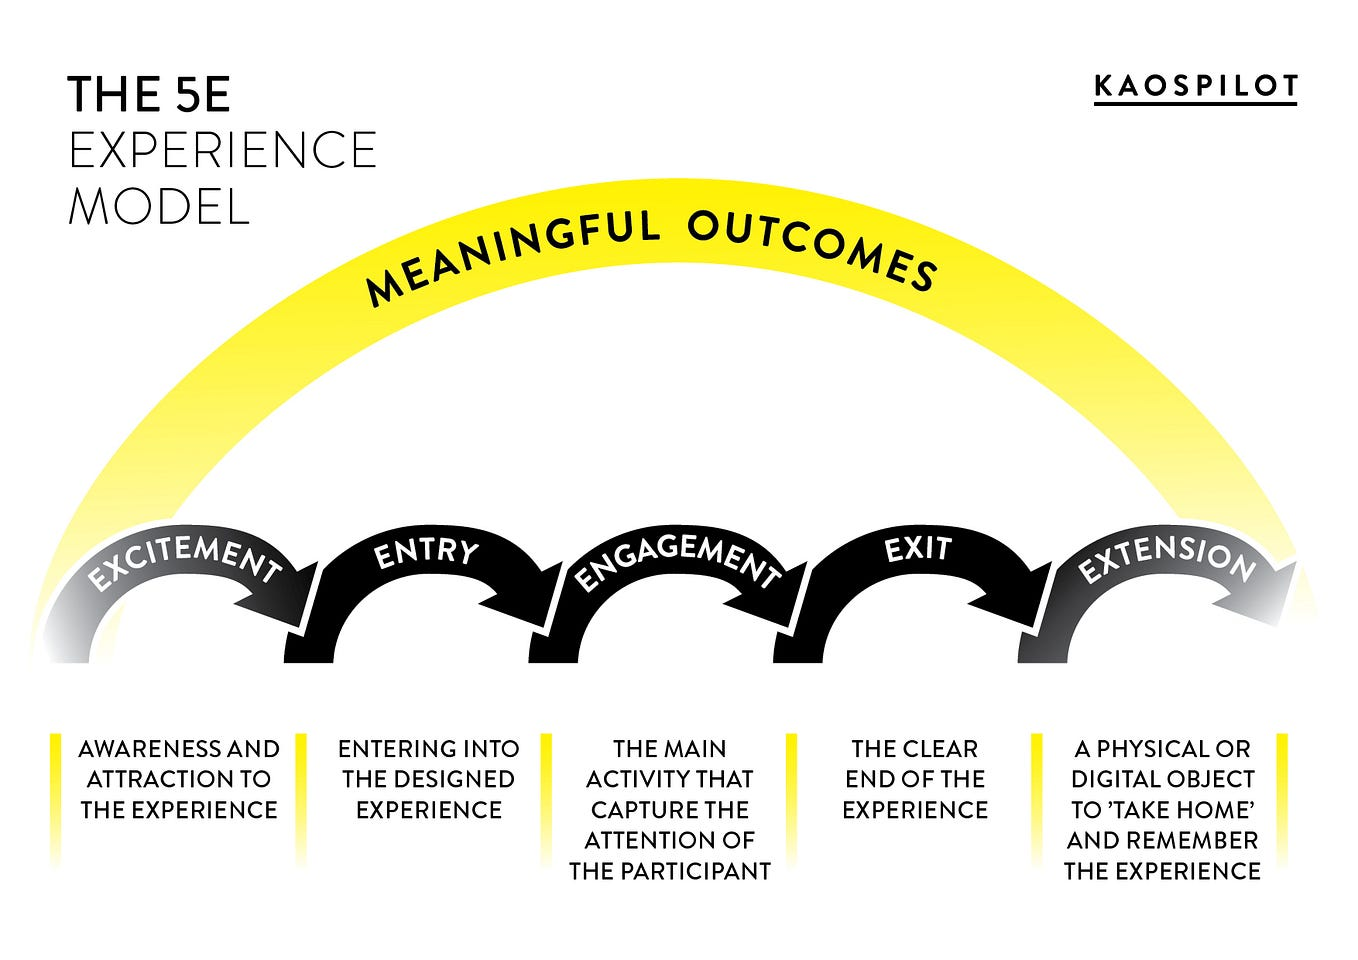 THE 5E
EXPERIENCE
MODEL
KAOSPILOT
MEANINGFUL OUTCOMES
EXCITEMENT
ENTRY
ENGAGEMENT
EXIT
EXTENSION
AWARENESS AND
ATTRACTION TO
THE EXPERIENCE
ENTERING INTO
THE DESIGNED
EXPERIENCE
THE MAIN
ACTIVITY THAT
CAPTURE THE
ATTENTION OF
THE PARTICIPANT
THE CLEAR
END OF THE
EXPERIENCE
A PHYSICAL OR
DIGITAL OBJECT
TO ’TAKE HOME’
AND REMEMBER
THE EXPERIENCE